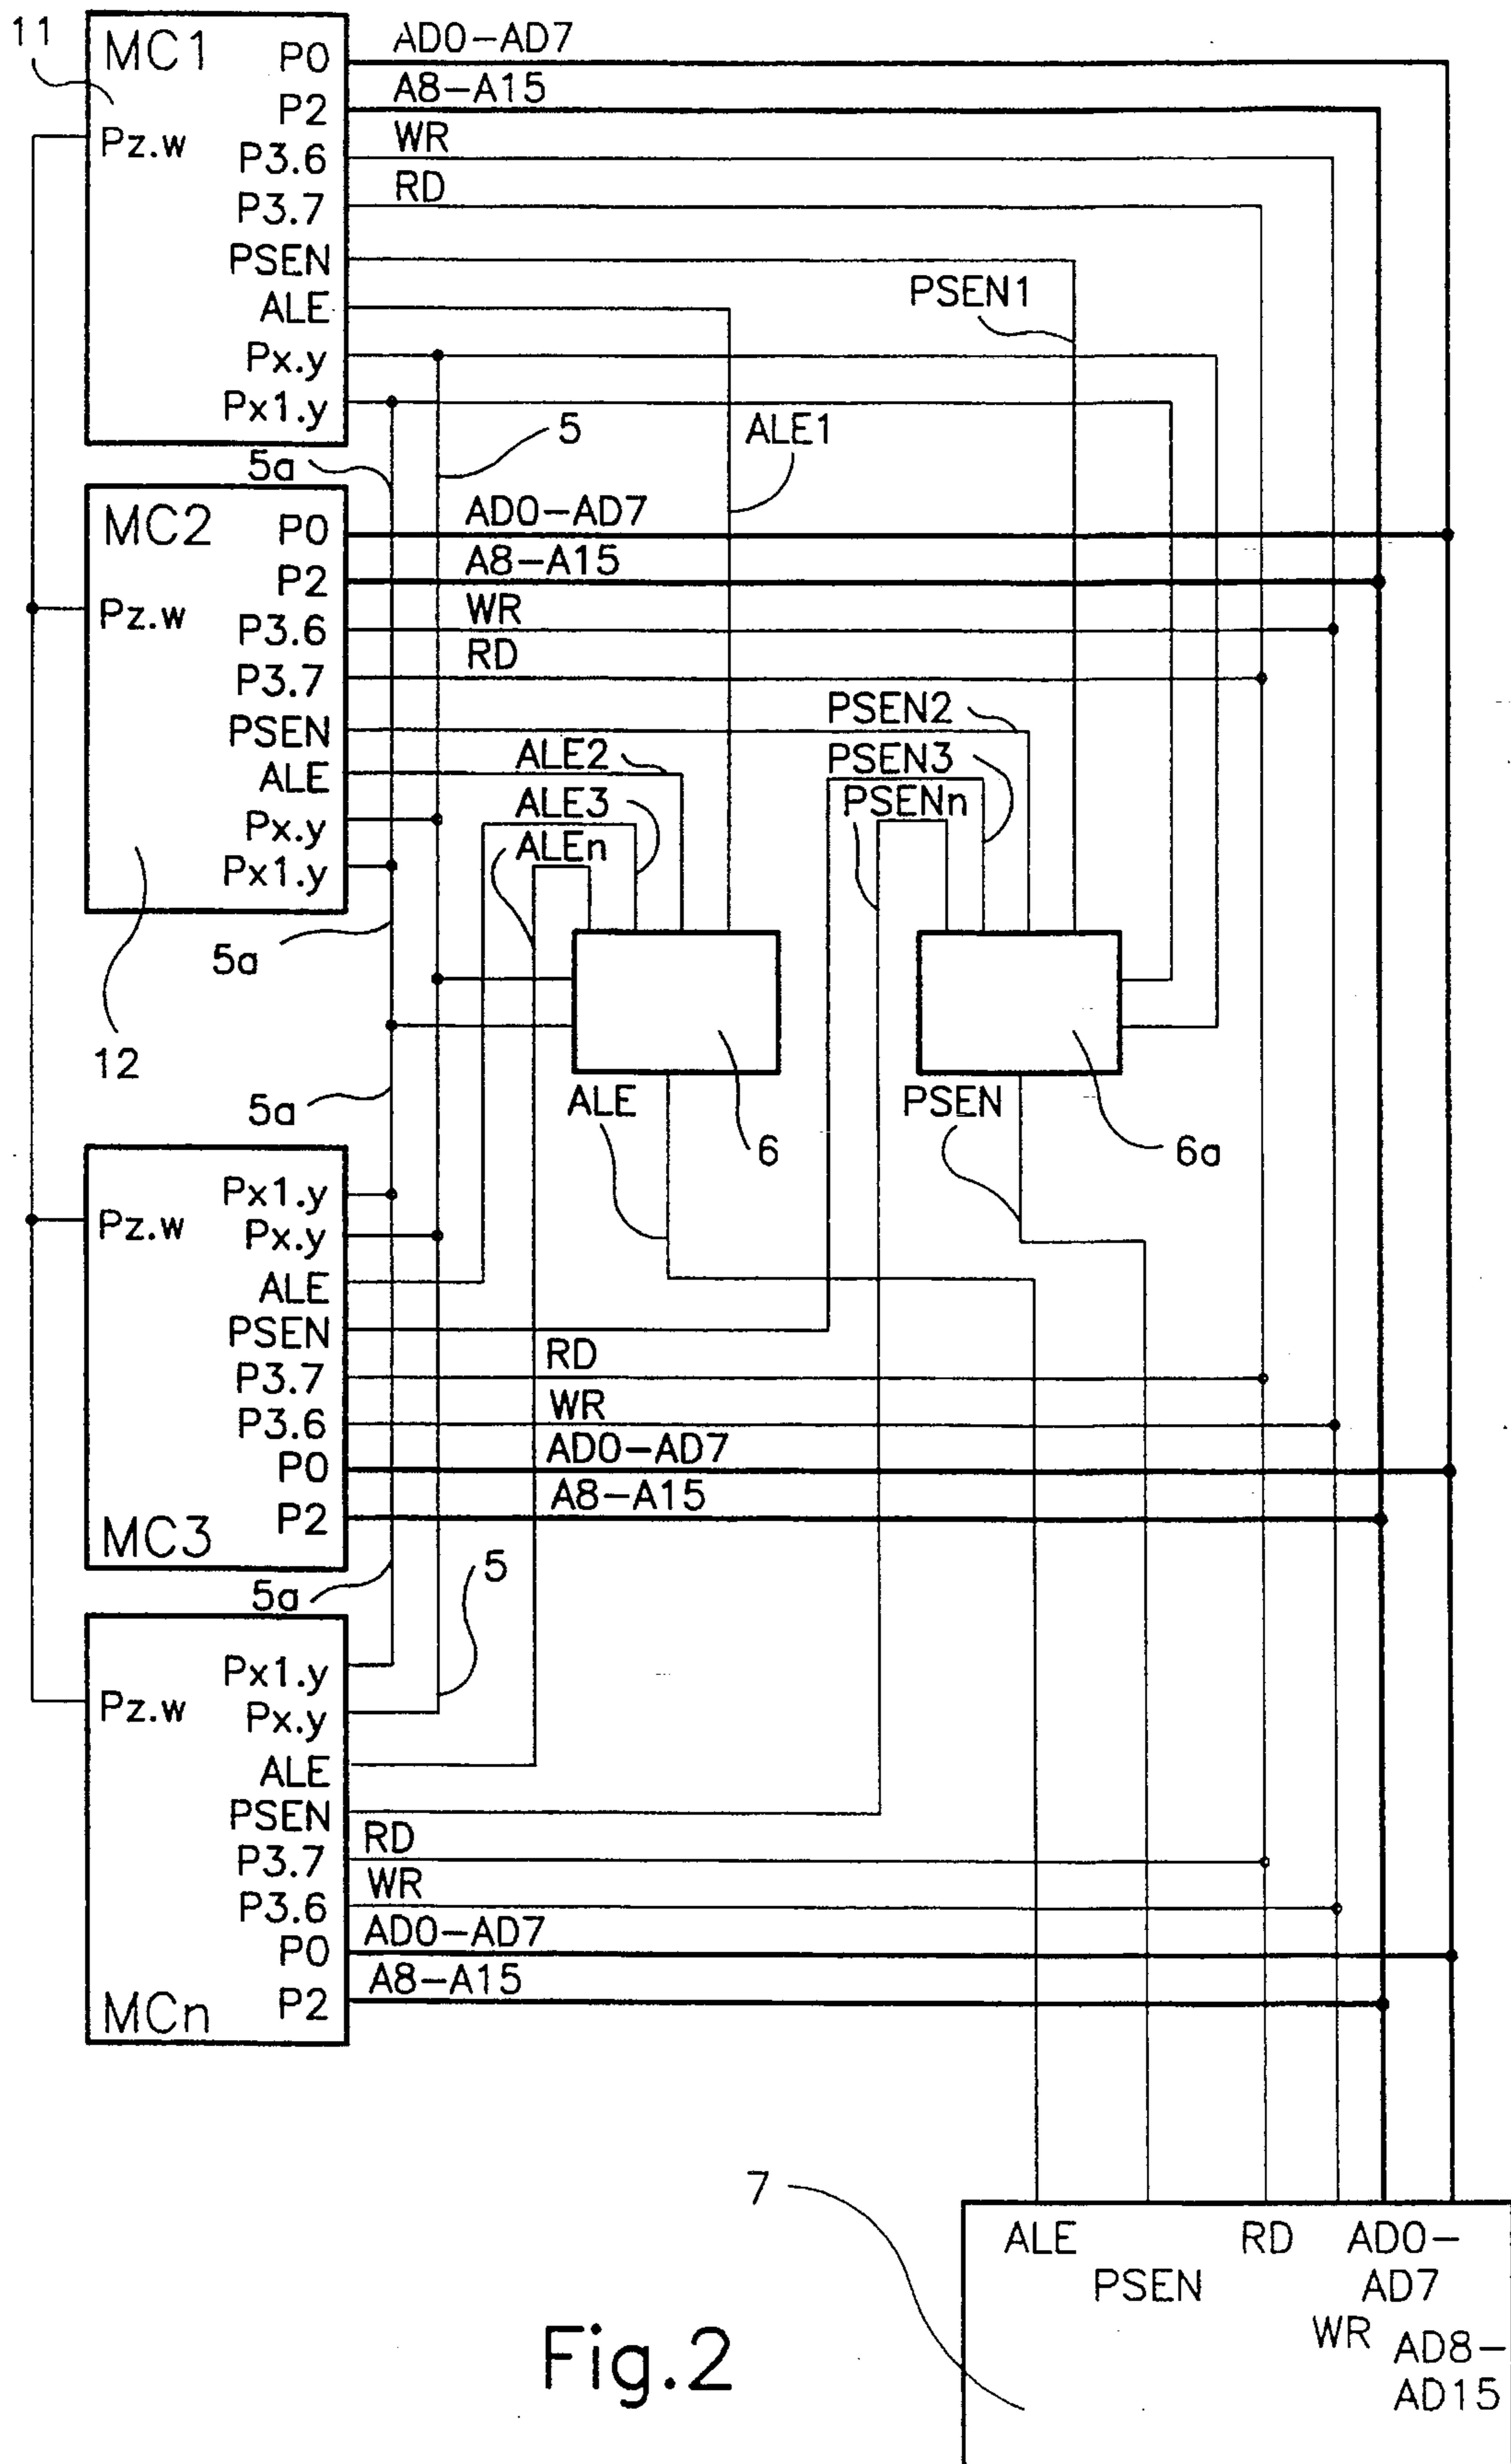 11
MC1
P0
AD0-AD7
P2
A8-A15
Pz.w
P3.6
WR
P3.7
RD
PSEN
PSEN1
ALE
Px.y
Px1.y
5
ALE1
5a
MC2
P0
AD0-AD7
P2
A8-A15
Pz.w
P3.6
WR
P3.7
RD
PSEN
PSEN2
ALE
ALE2
PSEN3
ALE3
PSENn
Px.y
ALEn
Px1.y
5a
12
5a
ALE
6
PSEN
6a
Px1.y
Pz.w
Px.y
ALE
PSEN
RD
P3.7
WR
P3.6
AD0-AD7
P0
A8-A15
P2
MC3
5a
5
Px1.y
Pz.w
Px.y
ALE
PSEN
RD
P3.7
WR
P3.6
AD0-AD7
P0
A8-A15
P2
MCn
7
ALE
RD
AD0-
PSEN
AD7
WR
AD8-
AD15
Fig.2